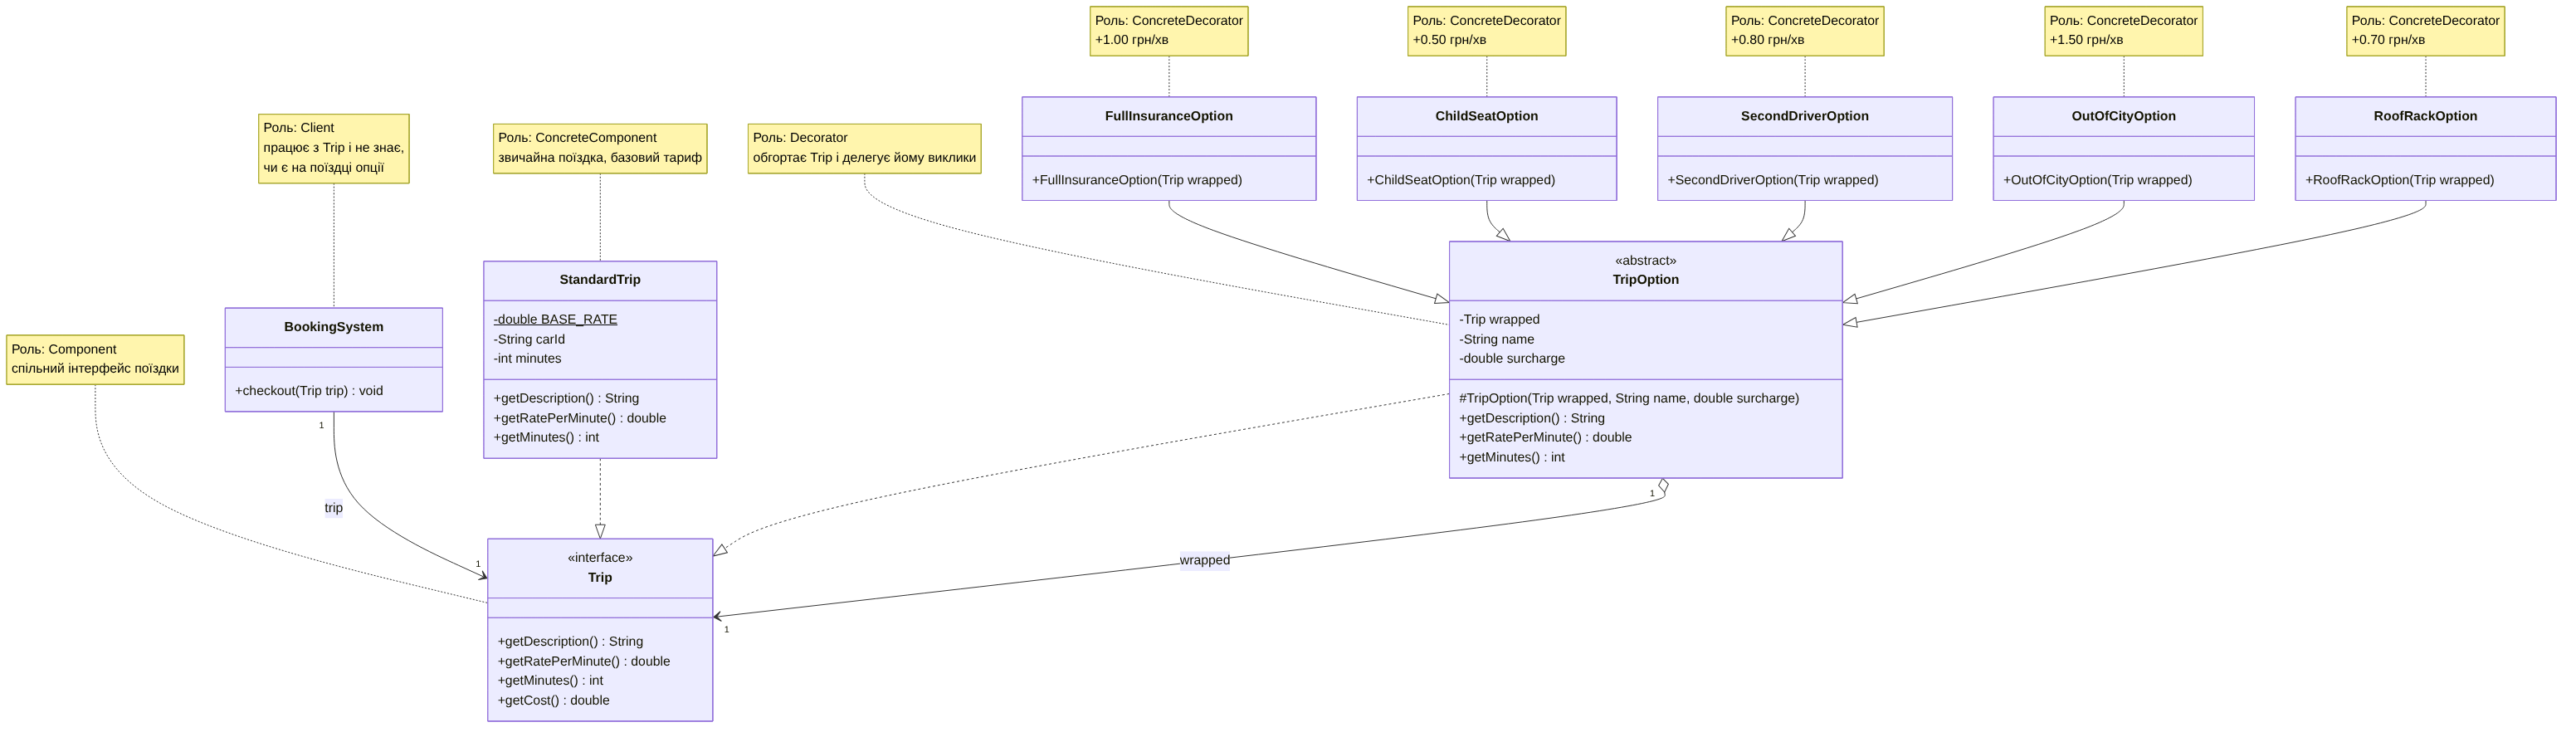 Роль: ConcreteDecorator
+1.00 грн/хв
Роль: ConcreteDecorator
+0.50 грн/хв
Роль: ConcreteDecorator
+0.80 грн/хв
Роль: ConcreteDecorator
+1.50 грн/хв
Роль: ConcreteDecorator
+0.70 грн/хв
Роль: Client
працює з Trip і не знає,
чи є на поїздці опції
Роль: ConcreteComponent
звичайна поїздка, базовий тариф
Роль: Decorator
обгортає Trip і делегує йому виклики
FullInsuranceOption
+FullInsuranceOption(Trip wrapped)
ChildSeatOption
+ChildSeatOption(Trip wrapped)
SecondDriverOption
+SecondDriverOption(Trip wrapped)
OutOfCityOption
+OutOfCityOption(Trip wrapped)
RoofRackOption
+RoofRackOption(Trip wrapped)
Роль: Component
спільний інтерфейс поїздки
BookingSystem
+checkout(Trip trip) : void
StandardTrip
-double BASE_RATE
-String carId
-int minutes
+getDescription() : String
+getRatePerMinute() : double
+getMinutes() : int
«abstract»
TripOption
-Trip wrapped
-String name
-double surcharge
#TripOption(Trip wrapped, String name, double surcharge)
+getDescription() : String
+getRatePerMinute() : double
+getMinutes() : int
1
trip
1
1
wrapped
1
«interface»
Trip
+getDescription() : String
+getRatePerMinute() : double
+getMinutes() : int
+getCost() : double